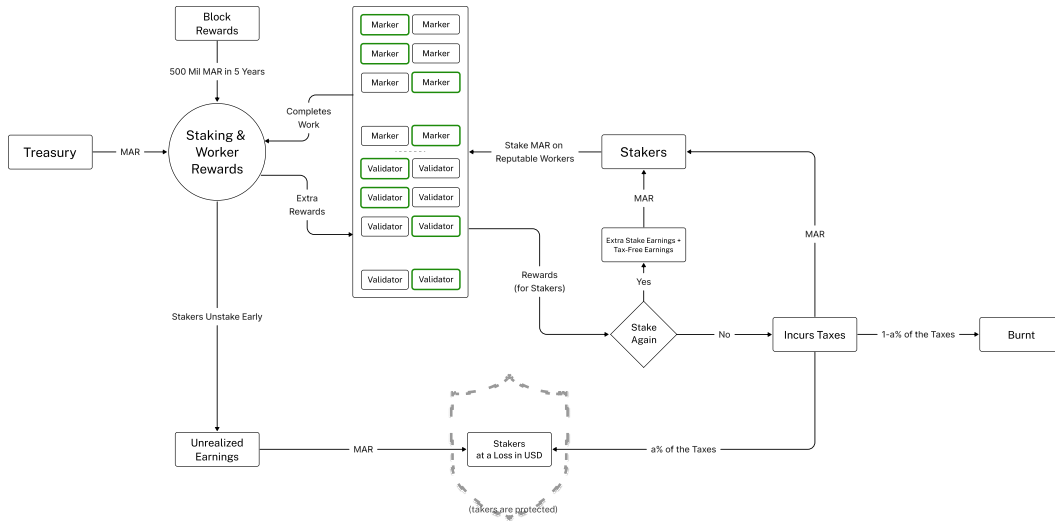 Block
Rewards
500 Mil MAR in 5 Years
Treasury
MAR
Staking &
Worker
Rewards
Completes
Work
Extra
Rewards
Marker Marker
Marker Marker
Marker Marker
Marker Marker
Validator Validator
Validator Validator
Validator Validator
Validator Validator
Stake MAR on
Reputable Workers
Stakers
MAR
Extra Stake Earnings +
Tax-Free Earnings
Yes
Rewards
(for Stakers)
Stake
Again
No
Incurs Taxes
MAR
1-a% of the Taxes
Burnt
Stakers Unstake Early
Unrealized
Earnings
MAR
Stakers
at a Loss in USD
a% of the Taxes
(takers are protected)